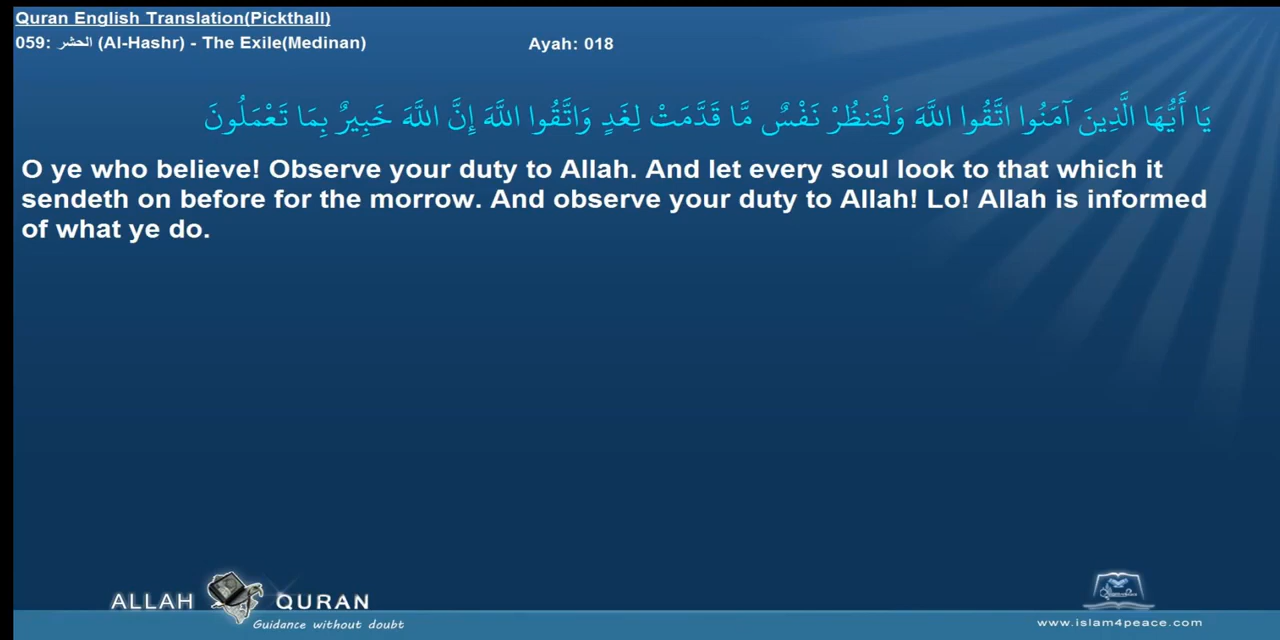 Quran English Translation(Pickthall)
059: الحشر (Al-Hashr) - The Exile(Medinan) Ayah: 018
يَا أَيُّهَا الَّذِينَ آمَنُوا اتَّقُوا اللَّهَ وَلْتَنظُرْ نَفْسٌ مَّا قَدَّمَتْ لِغَدٍ وَاتَّقُوا اللَّهَ إِنَّ اللَّهَ خَبِيرٌ بِمَا تَعْمَلُونَ
O ye who believe! Observe your duty to Allah. And let every soul look to that which it
sendeth on before for the morrow. And observe your duty to Allah! Lo! Allah is informed
of what ye do.
ALLAH QURAN
Guidance without doubt
www.islam4peace.com